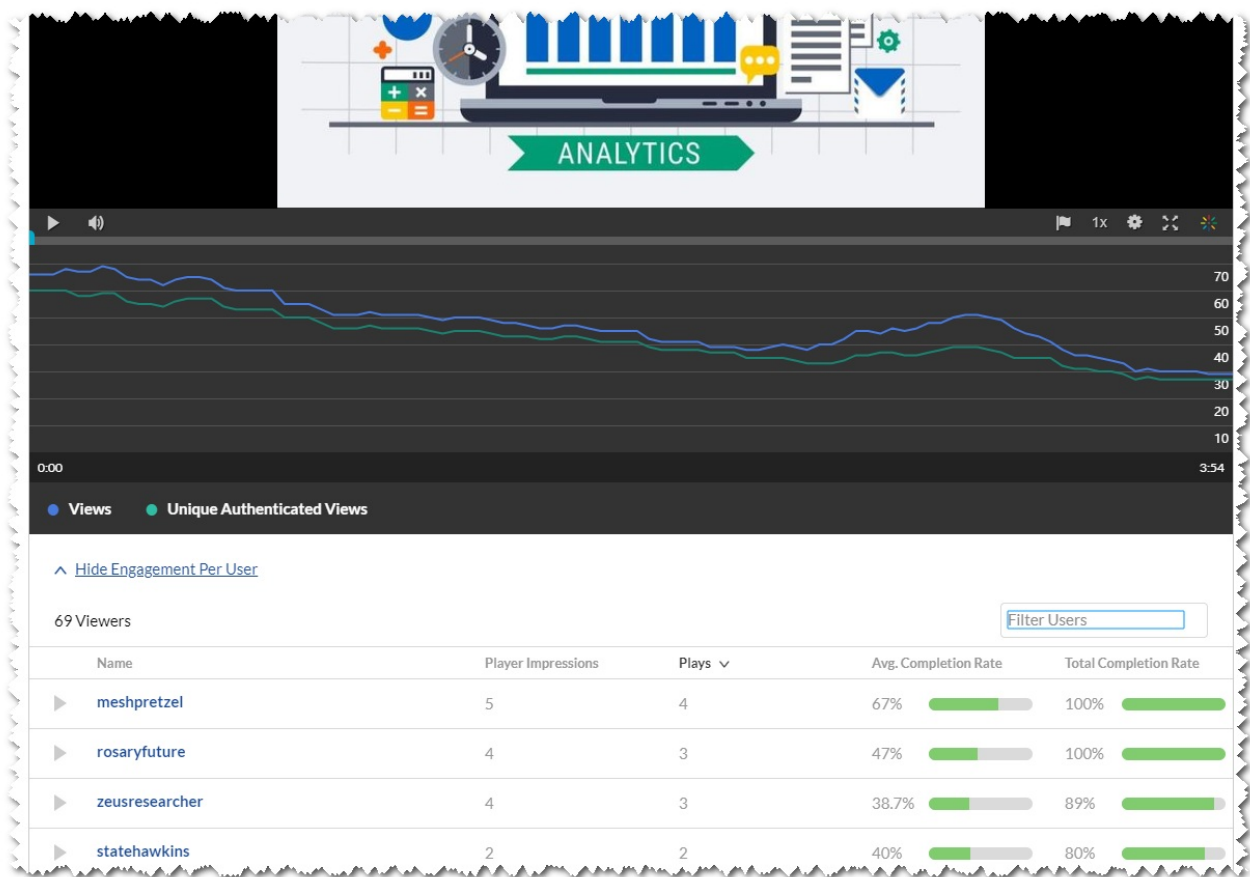 ANALYTICS
1x
70
60
50
40
30
20
10
0:00 3:54
Views Unique Authenticated Views
Hide Engagement Per User
69 Viewers Filter Users
Name Player Impressions Plays Avg. Completion Rate Total Completion Rate
meshpretzel 5 4 67% 100%
rosaryfuture 4 3 47% 100%
zeusresearcher 4 3 38.7% 89%
statehawkins 2 2 40% 80%